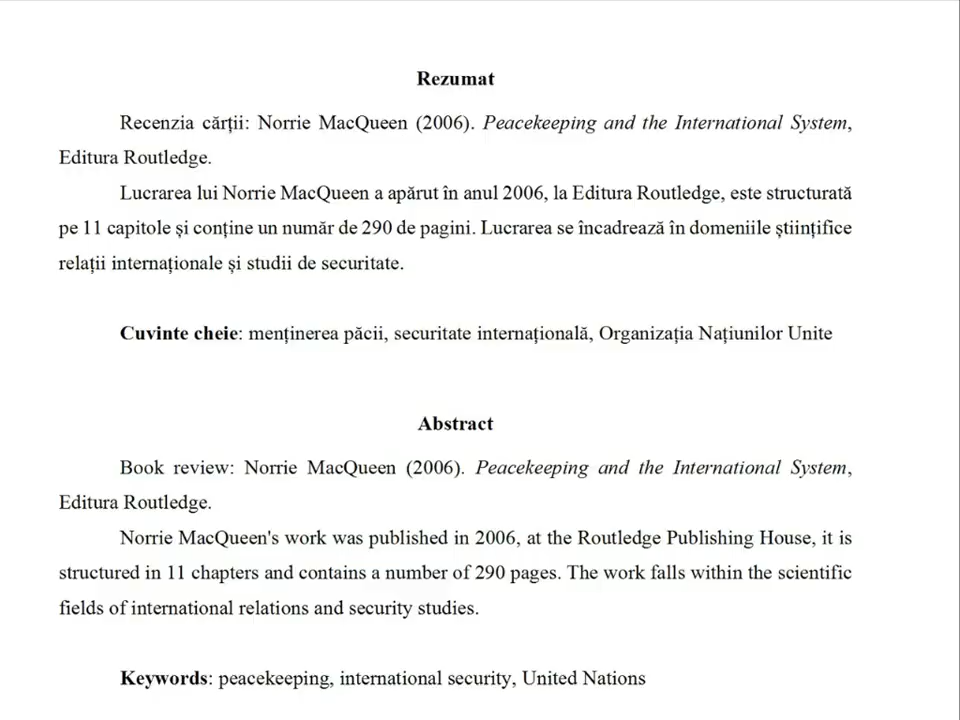 Rezumat
Recenzia cărții: Norrie MacQueen (2006). Peacekeeping and the International System,
Editura Routledge.
Lucrarea lui Norrie MacQueen a apărut în anul 2006, la Editura Routledge, este structurată
pe 11 capitole și conține un număr de 290 de pagini. Lucrarea se încadrează în domeniile științifice
relații internaționale și studii de securitate.
Cuvinte cheie: menținerea păcii, securitate internațională, Organizația Națiunilor Unite
Abstract
Book review: Norrie MacQueen (2006). Peacekeeping and the International System,
Editura Routledge.
Norrie MacQueen's work was published in 2006, at the Routledge Publishing House, it is
structured in 11 chapters and contains a number of 290 pages. The work falls within the scientific
fields of international relations and security studies.
Keywords: peacekeeping, international security, United Nations